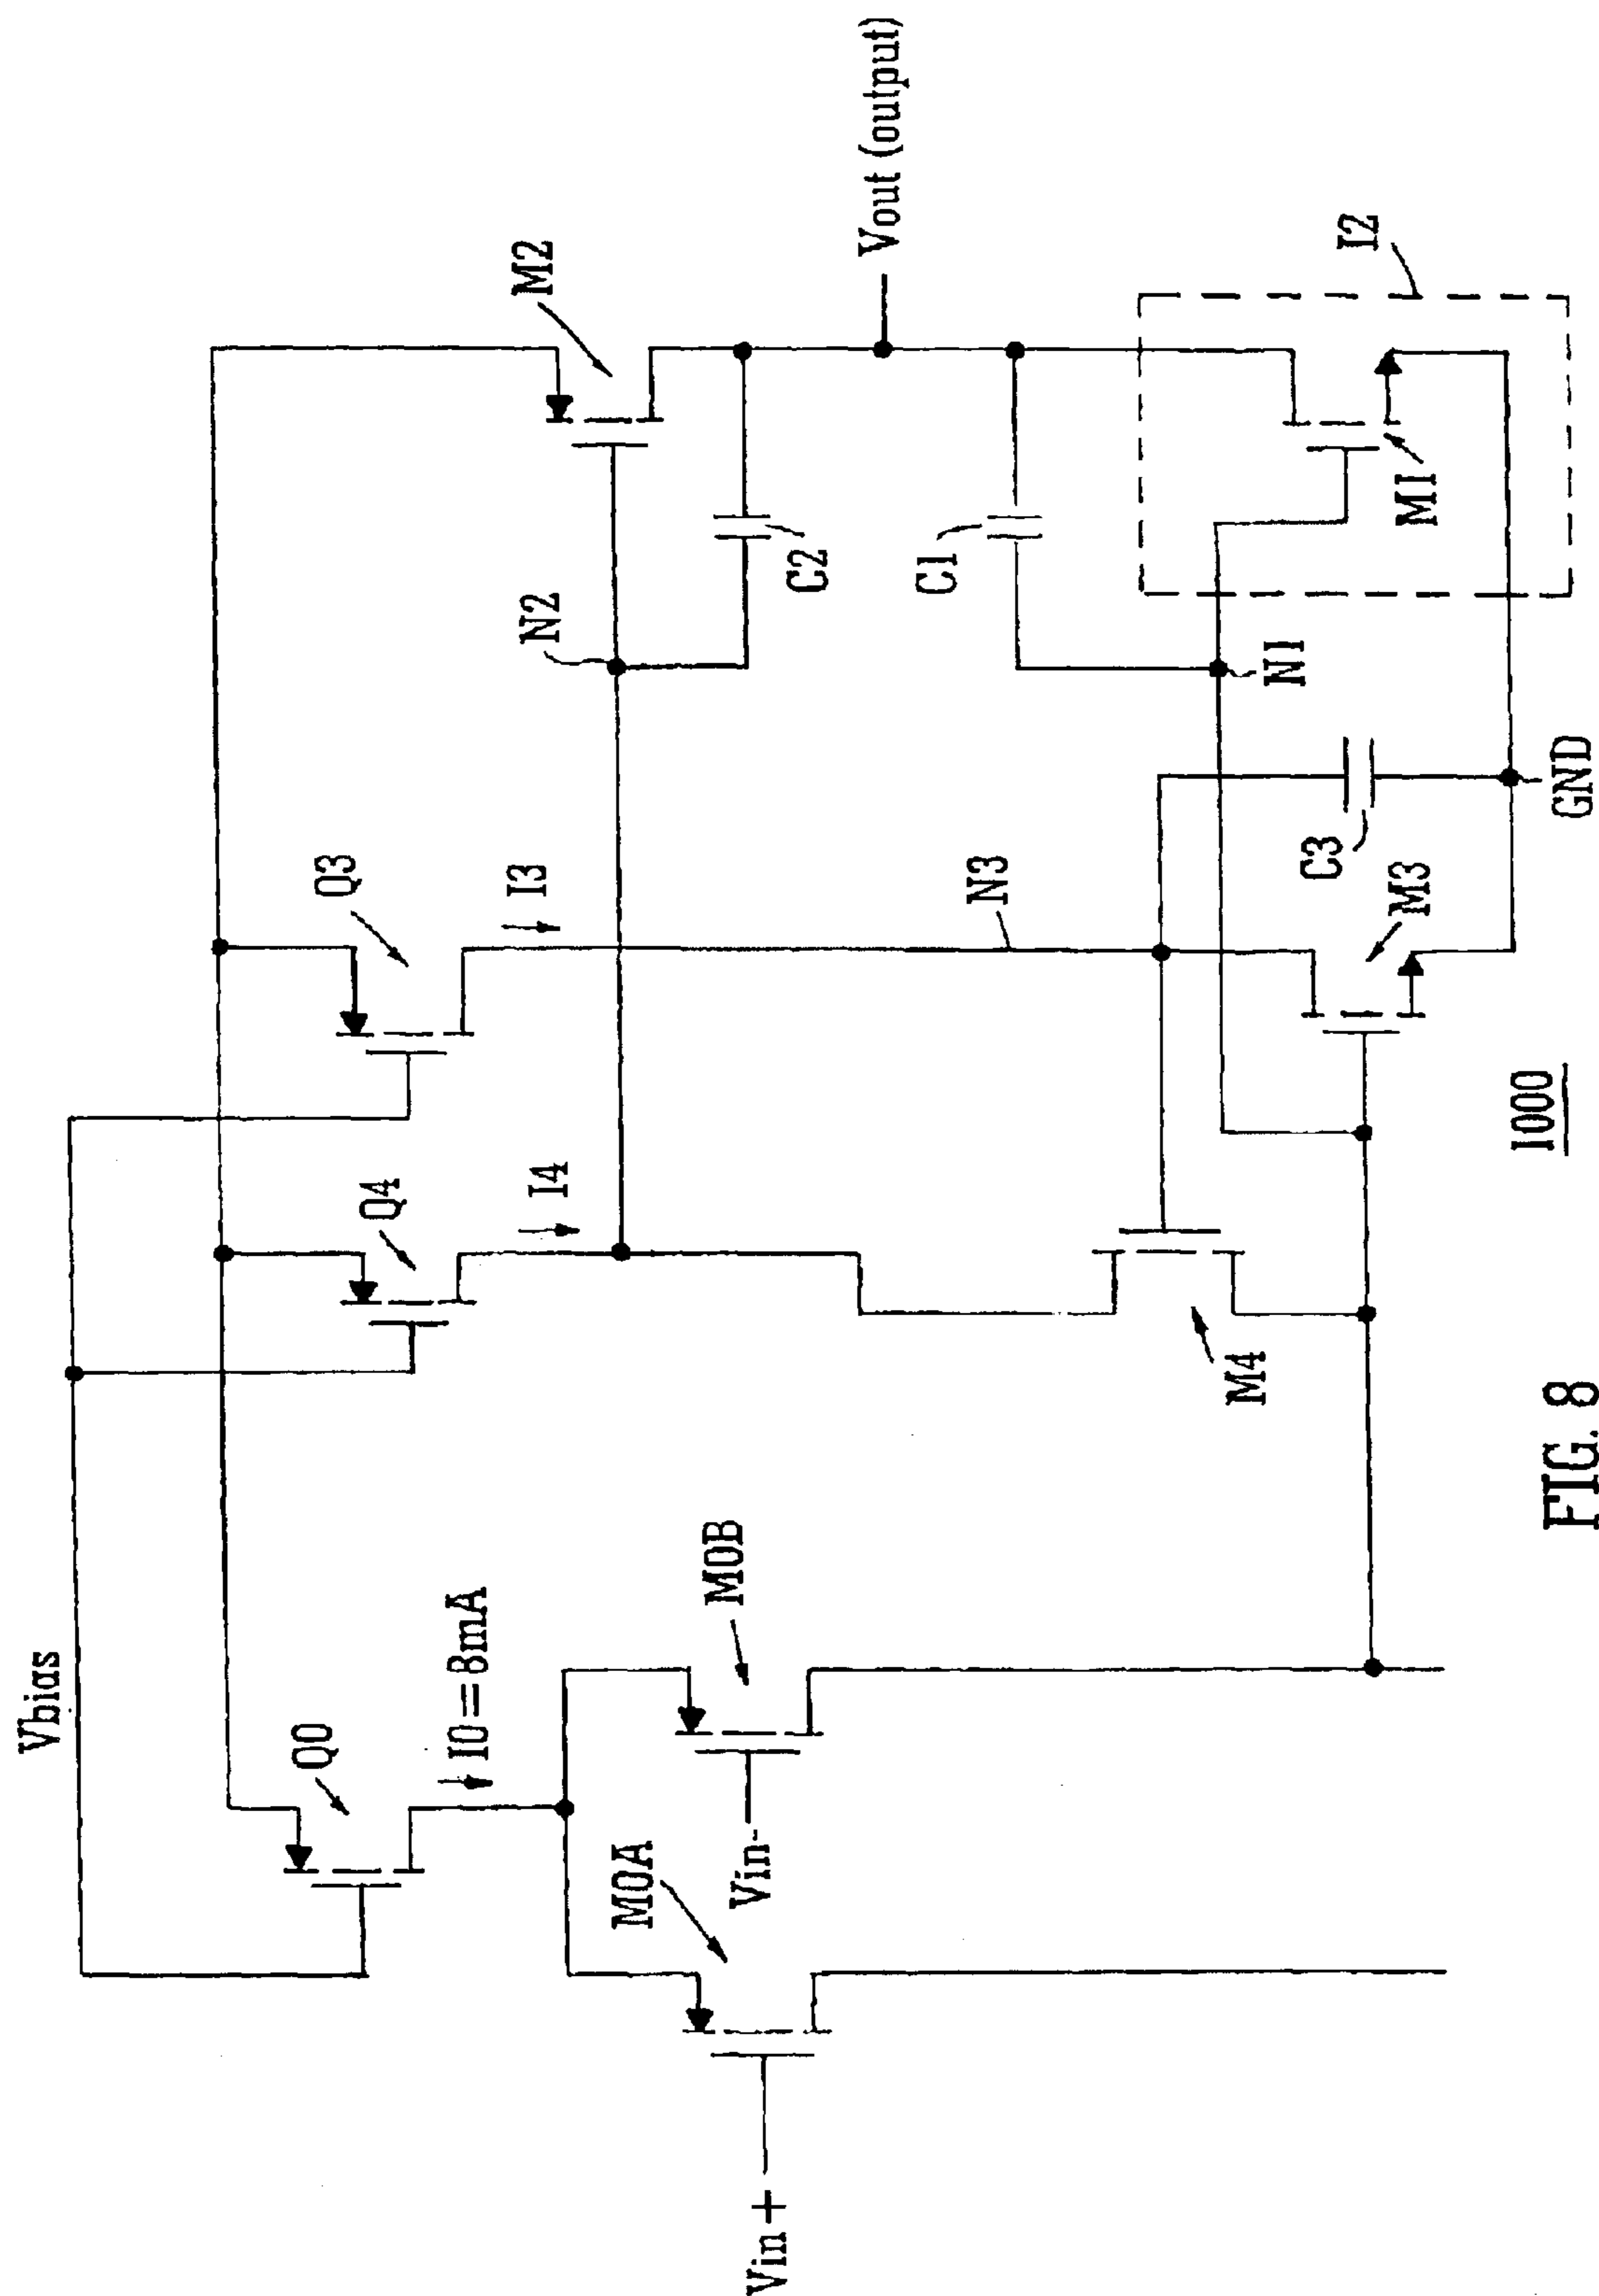 Vbias
Q0
I0=8mA
Q4
I4
Q3
I3
M2
N2
C2
Vout (output)
C1
M0A
M0B
Vin+
Vin-
N3
M4
M3
C3
N1
M1
I2
GND
1000
FIG. 8